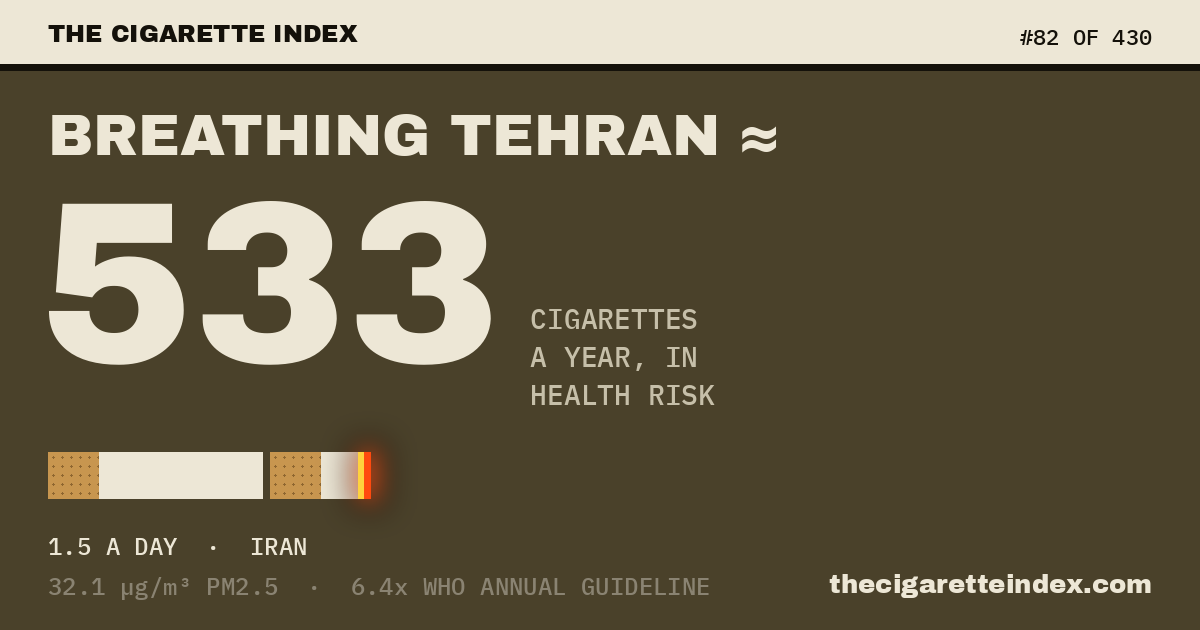 THE CIGARETTE INDEX
#82 OF 430
BREATHING TEHRAN ≈
533
CIGARETTES
A YEAR, IN
HEALTH RISK
1.5 A DAY · IRAN
32.1 µg/m³ PM2.5 · 6.4x WHO ANNUAL GUIDELINE
thecigaretteindex.com